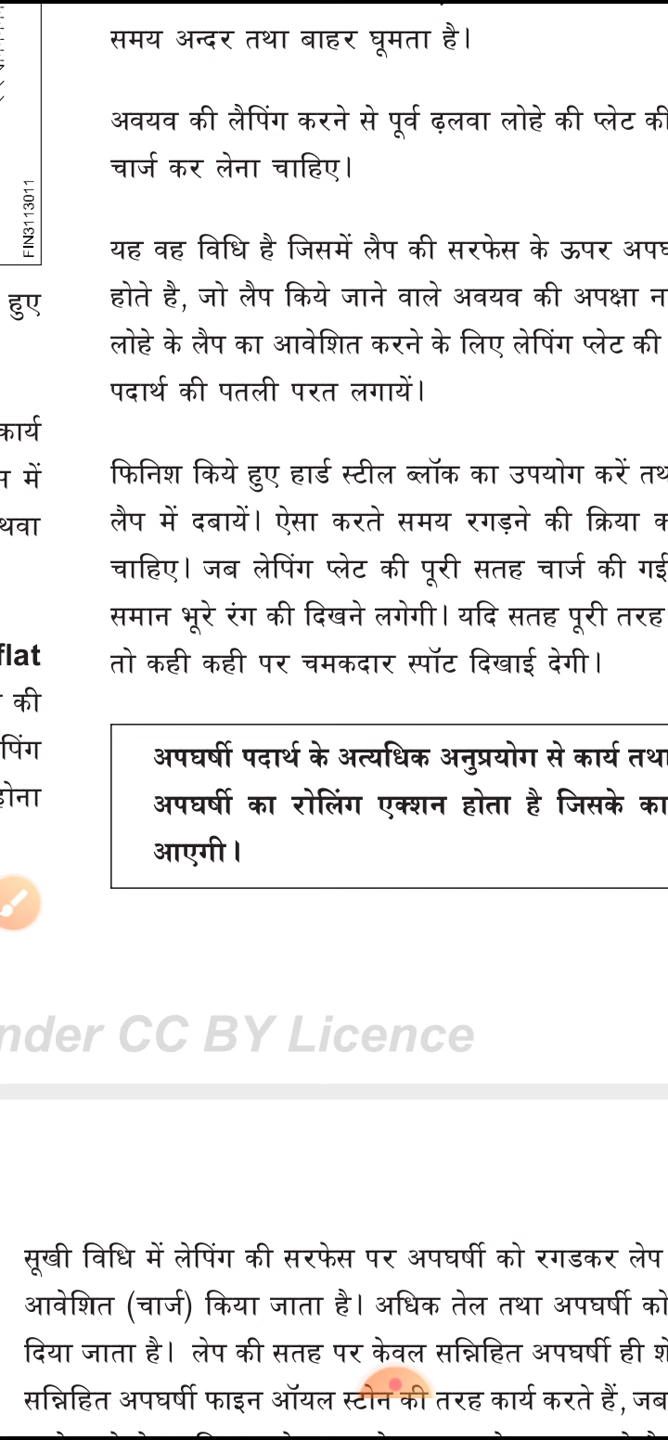 FIN3113011
हुए
कार्य
में
थवा
flat
की
पिंग
होना
समय अन्दर तथा बाहर घूमता है।
अवयव की लैपिंग करने से पूर्व ढ़लवा लोहे की प्लेट की
चार्ज कर लेना चाहिए।
यह वह विधि है जिसमें लैप की सरफेस के ऊपर
होते है, जो लैप किये जाने वाले अवयव की अपक्षा
लोहे के लैप का आवेशित करने के लिए लेपिंग प्लेट की
पदार्थ की पतली परत लगायें।
फिनिश किये हुए हार्ड स्टील ब्लॉक का उपयोग करें
लैप में दबायें। ऐसा करते समय रगड़ने की क्रिया
चाहिए। जब लेपिंग प्लेट की पूरी सतह चार्ज की गई
समान भूरे रंग की दिखने लगेगी। यदि सतह पूरी तरह
तो कही कही पर चमकदार स्पॉट दिखाई देगी।
अपघर्षी पदार्थ के अत्यधिक अनुप्रयोग से कार्य तथा
अपघर्षी का रोलिंग एक्शन होता है जिसके
आएगी।
nder CC BY Licence
सूखी विधि में लेपिंग की सरफेस पर अपघर्षी को रगडकर लेप
आवेशित (चार्ज) किया जाता है। अधिक तेल तथा अपघर्षी को
दिया जाता है। लेप की सतह पर केवल सन्निहित अपघर्षी ही
सन्निहित अपघर्षी फाइन ऑयल स्टोन की तरह कार्य करते हैं, जब